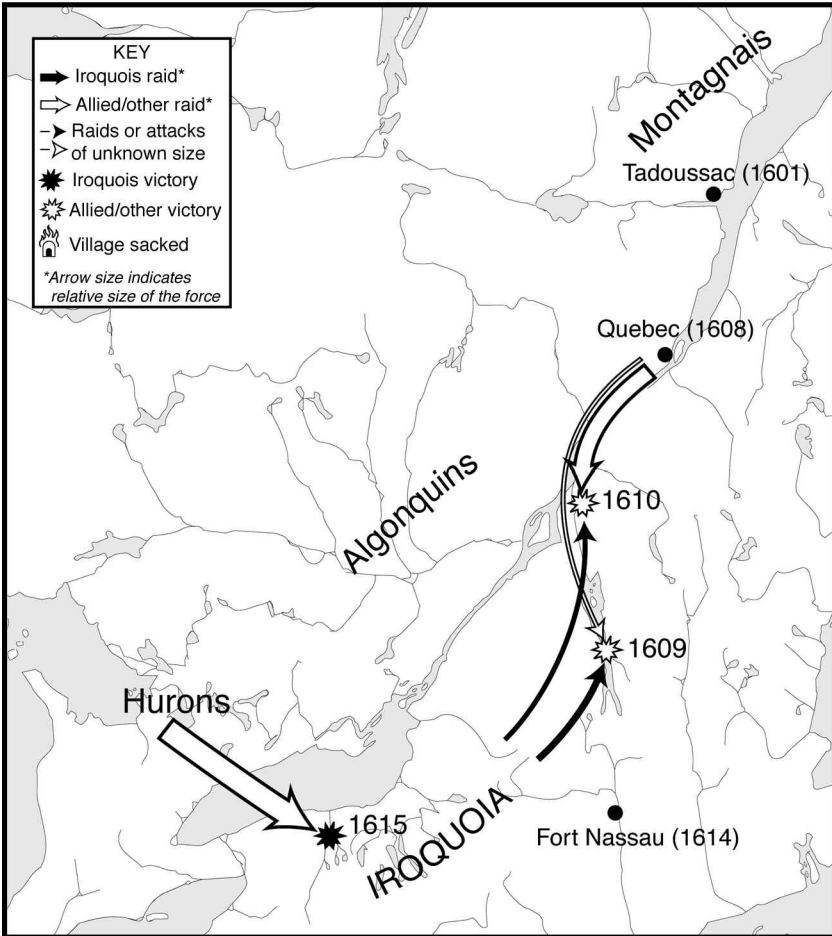 KEY
Iroquois raid*
Allied/other raid*
Raids or attacks
of unknown size
Iroquois victory
Allied/other victory
Village sacked
*Arrow size indicates
relative size of the force
Montagnais
Tadoussac (1601)
Quebec (1608)
Algonquins
1610
1609
Hurons
1615
IROQUOIA
Fort Nassau (1614)